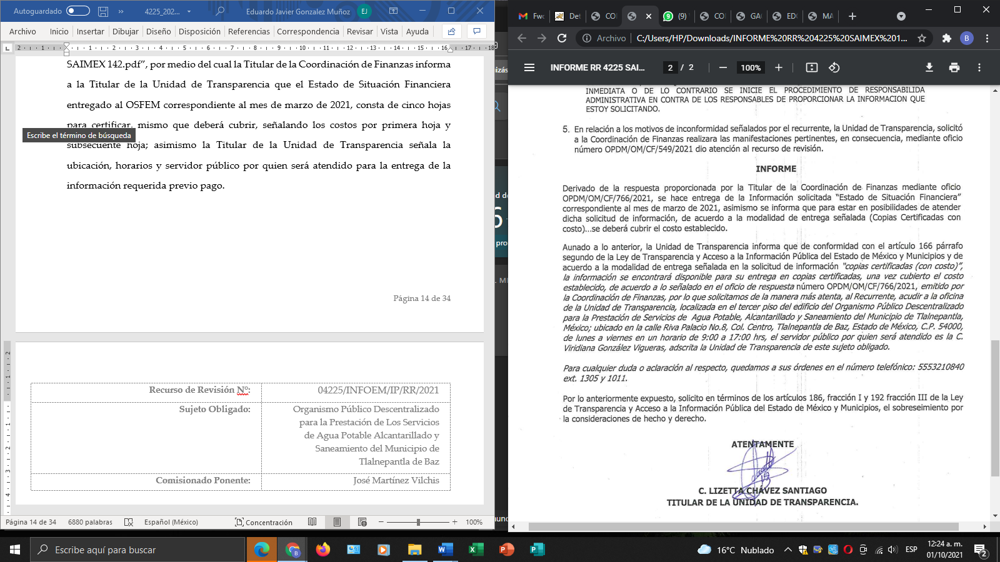 Autoguardado
4225_202...
Eduardo Javier Gonzalez Muñoz
EJ
Archivo Inicio Insertar Dibujar Diseño Disposición Referencias Correspondencia Revisar Vista Ayuda
SAIMEX 142.pdf”, por medio del cual la Titular de la Coordinación de Finanzas informa
a la Titular de la Unidad de Transparencia que el Estado de Situación Financiera
entregado al OSFEM correspondiente al mes de marzo de 2021, consta de cinco hojas
para certificar, mismo que deberá cubrir, señalando los costos por primera hoja y
Escribe el término de búsqueda
subsecuente hoja; asimismo la Titular de la Unidad de Transparencia señala la
ubicación, horarios y servidor público por quien será atendido para la entrega de la
información requerida previo pago.
Página 14 de 34
Recurso de Revisión N°: 04225/INFOEM/IP/RR/2021
Sujeto Obligado: Organismo Público Descentralizado
para la Prestación de Los Servicios
de Agua Potable Alcantarillado y
Saneamiento del Municipio de
Tlalnepantla de Baz
Comisionado Ponente: José Martínez Vilchis
Página 14 de 34 6880 palabras Español (México) Concentración 100%
Fwc Det COI (9) COI GAC EDC MA
Archivo C:/Users/HP/Downloads/INFORME%20RR%204225%20SAIMEX%201... B
INFORME RR 4225 SAI... 2 / 2 100%
INMEDIATA O DE LO CONTRARIO SE INICIE EL PROCEDIMIENTO DE RESPONSABILIDA
ADMINISTRATIVA EN CONTRA DE LOS RESPONSABLES DE PROPORCIONAR LA INFORMACION QUE
ESTOY SOLICITANDO.
5. En relación a los motivos de inconformidad señalados por el recurrente, la Unidad de Transparencia, solicitó
a la Coordinación de Finanzas realizara las manifestaciones pertinentes, en consecuencia, mediante oficio
número OPDM/OM/CF/549/2021 dio atención al recurso de revisión.
INFORME
Derivado de la respuesta proporcionada por la Titular de la Coordinación de Finanzas mediante oficio
OPDM/OM/CF/766/2021, se hace entrega de la Información solicitada “Estado de Situación Financiera”
correspondiente al mes de marzo de 2021, asimismo se informa que para estar en posibilidades de atender
dicha solicitud de información, de acuerdo a la modalidad de entrega señalada (Copias Certificadas con
costo)...se deberá cubrir el costo establecido.
Aunado a lo anterior, la Unidad de Transparencia informa que de conformidad con el artículo 166 párrafo
segundo de la Ley de Transparencia y Acceso a la Información Pública del Estado de México y Municipios y de
acuerdo a la modalidad de entrega señalada en la solicitud de información “copias certificadas (con costo)”,
la información se encontrará disponible para su entrega en copias certificadas, una vez cubierto el costo
establecido, de acuerdo a lo señalado en el oficio de respuesta número OPDM/OM/CF/766/2021, emitido por
la Coordinación de Finanzas, por lo que solicitamos de la manera más atenta, al Recurrente, acudir a la oficina
de la Unidad de Transparencia, localizada en el tercer piso del edificio del Organismo Público Descentralizado
para la Prestación de Servicios de Agua Potable, Alcantarillado y Saneamiento del Municipio de Tlalnepantla,
México; ubicado en la calle Riva Palacio No.8, Col. Centro, Tlalnepantla de Baz, Estado de México, C.P. 54000,
de lunes a viernes en un horario de 9:00 a 17:00 hrs, el servidor público por quien será atendido es la C.
Viridiana González Vigueras, adscrita la Unidad de Transparencia de este sujeto obligado.
Para cualquier duda o aclaración al respecto, quedamos a sus órdenes en el número telefónico: 5553210840
ext. 1305 y 1011.
Por lo anteriormente expuesto, solicito en términos de los artículos 186, fracción I y 192 fracción III de la Ley
de Transparencia y Acceso a la Información Pública del Estado de México y Municipios, el sobreseimiento por
la consideraciones de hecho y derecho.
ATENTAMENTE
C. LIZETTA CHÁVEZ SANTIAGO
TITULAR DE LA UNIDAD DE TRANSPARENCIA.
Escribe aquí para buscar
16°C Nublado ESP 12:24 a. m.
01/10/2021
2